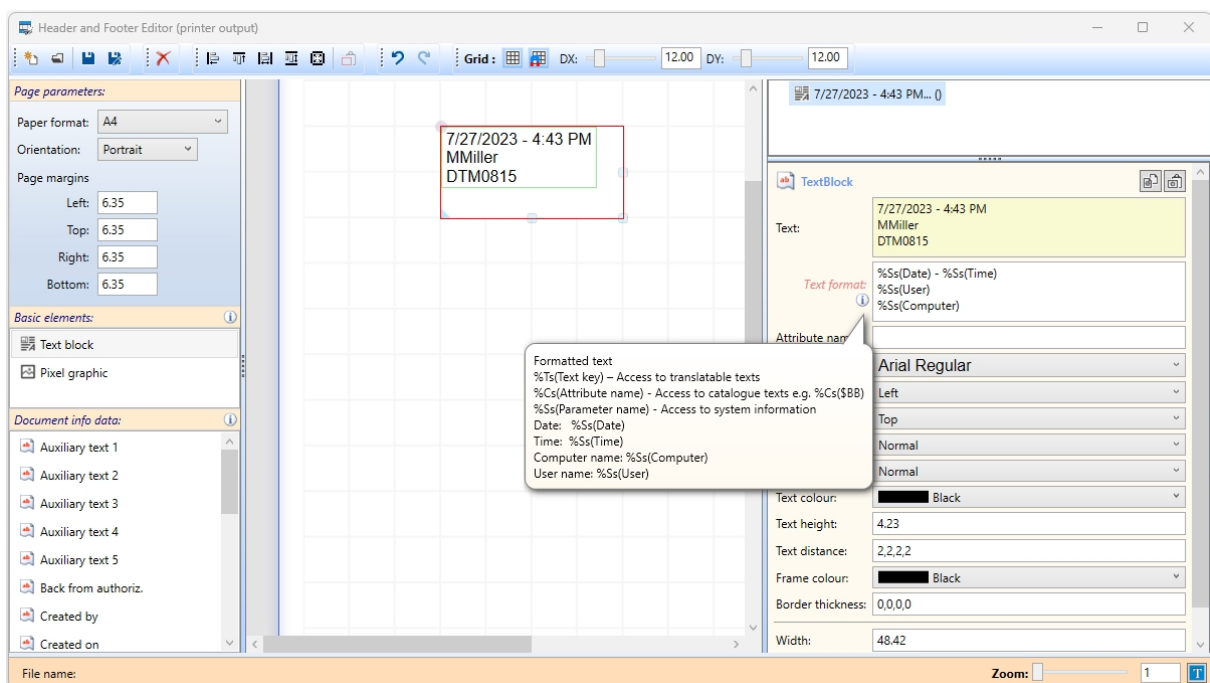 Header and Footer Editor (printer output)
Grid : DX: 12.00 DY: 12.00
Page parameters:
Paper format: A4
Orientation: Portrait
Page margins
Left: 6.35
Top: 6.35
Right: 6.35
Bottom: 6.35
Basic elements:
Text block
Pixel graphic
Document info data:
Auxiliary text 1
Auxiliary text 2
Auxiliary text 3
Auxiliary text 4
Auxiliary text 5
Back from authoriz.
Created by
Created on
7/27/2023 - 4:43 PM
MMiller
DTM0815
7/27/2023 - 4:43 PM... ()
TextBlock
Text:
7/27/2023 - 4:43 PM
MMiller
DTM0815
Text format:
%Ss(Date) - %Ss(Time)
%Ss(User)
%Ss(Computer)
Attribute
Formatted text
%Ts(Text key) – Access to translatable texts
%Cs(Attribute name) - Access to catalogue texts e.g. %Cs($BB)
%Ss(Parameter name) - Access to system information
Date: %Ss(Date)
Time: %Ss(Time)
Computer name: %Ss(Computer)
User name: %Ss(User)
Arial Regular
Left
Top
Normal
Normal
Text colour: Black
Text height: 4.23
Text distance: 2,2,2,2
Frame colour: Black
Border thickness: 0,0,0,0
Width: 48.42
File name:
Zoom: 1
T